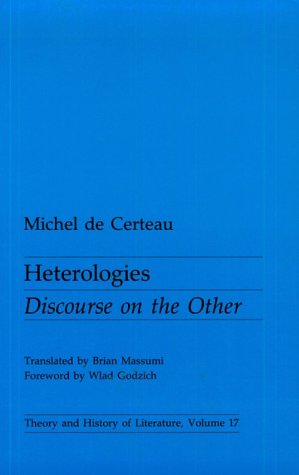 Michel de Certeau
Heterologies
Discourse on the Other
Translated by Brian Massumi
Foreword by Wlad Godzich
Theory and History of Literature, Volume 17